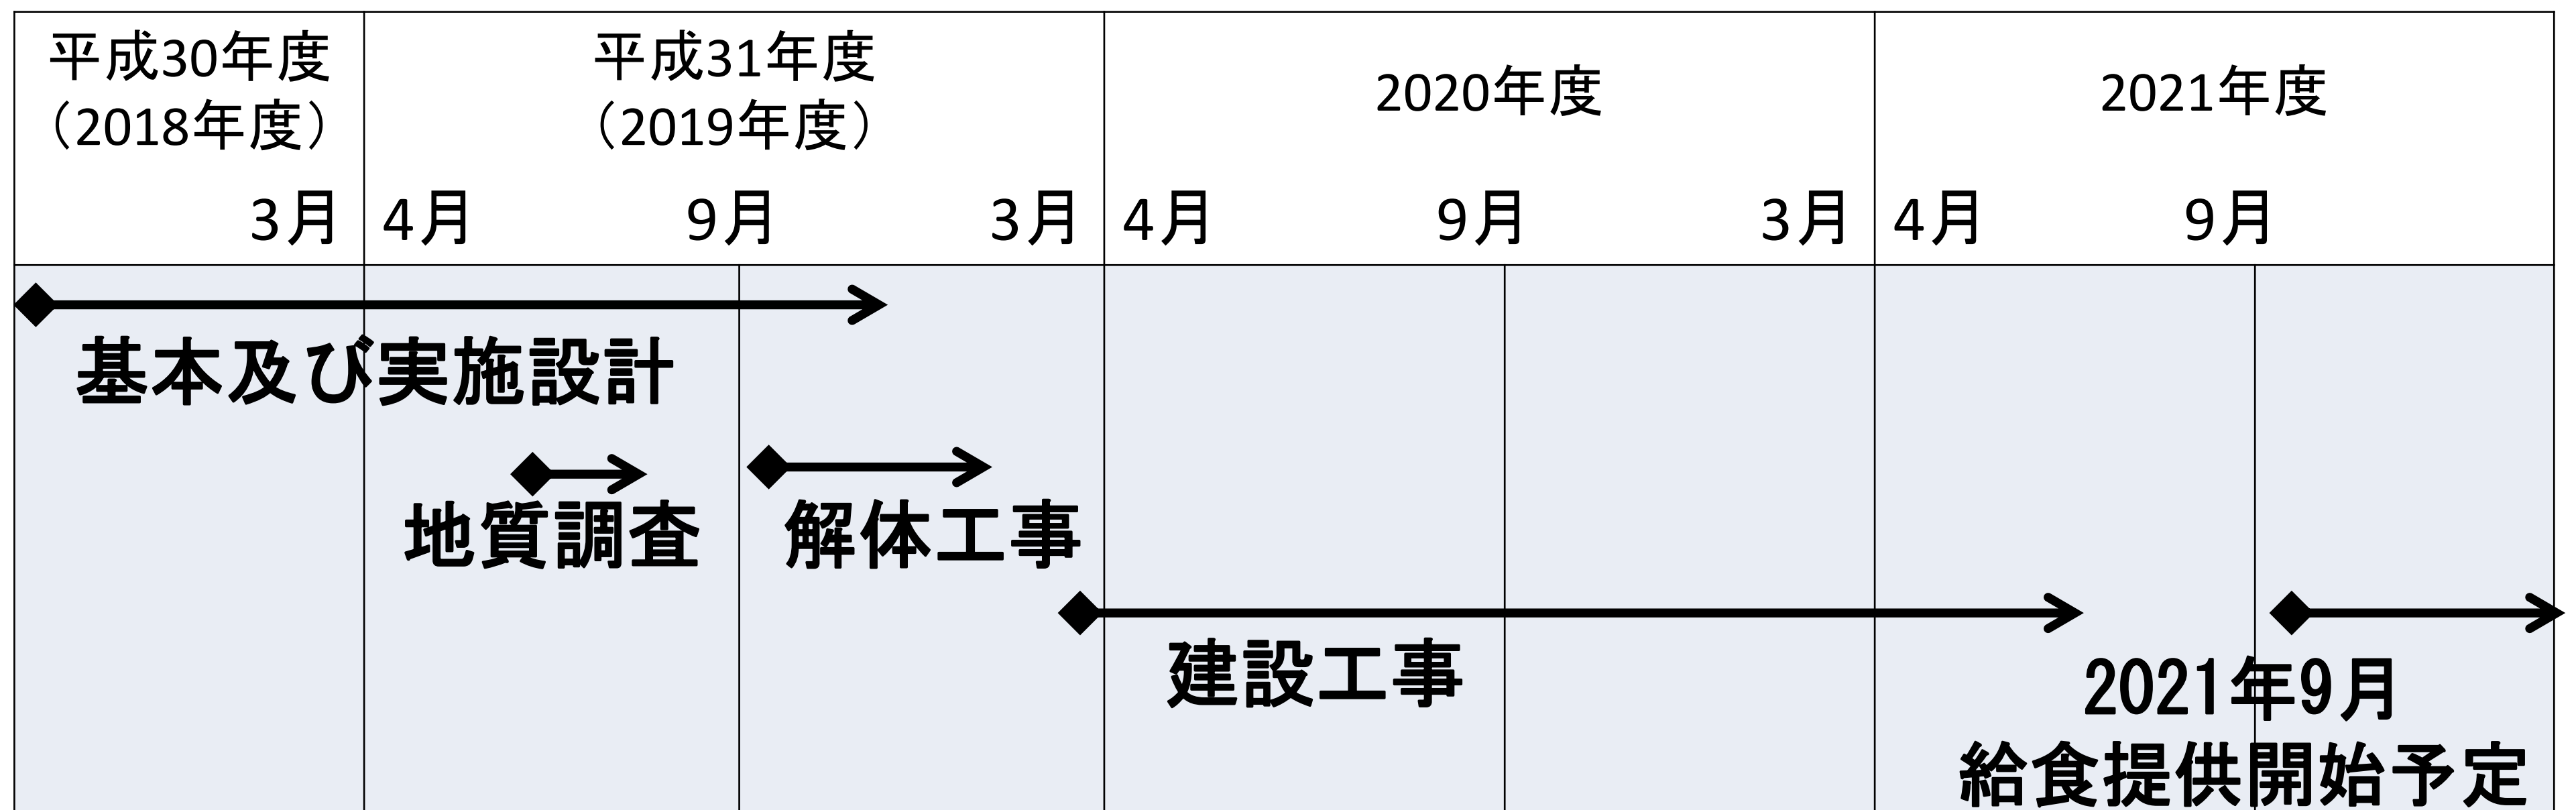 平成30年度
（2018年度）
平成31年度
（2019年度）
2020年度
2021年度
3月
4月
9月
3月
4月
9月
3月
4月
9月
基本及び実施設計
地質調査
解体工事
建設工事
2021年9月
給食提供開始予定